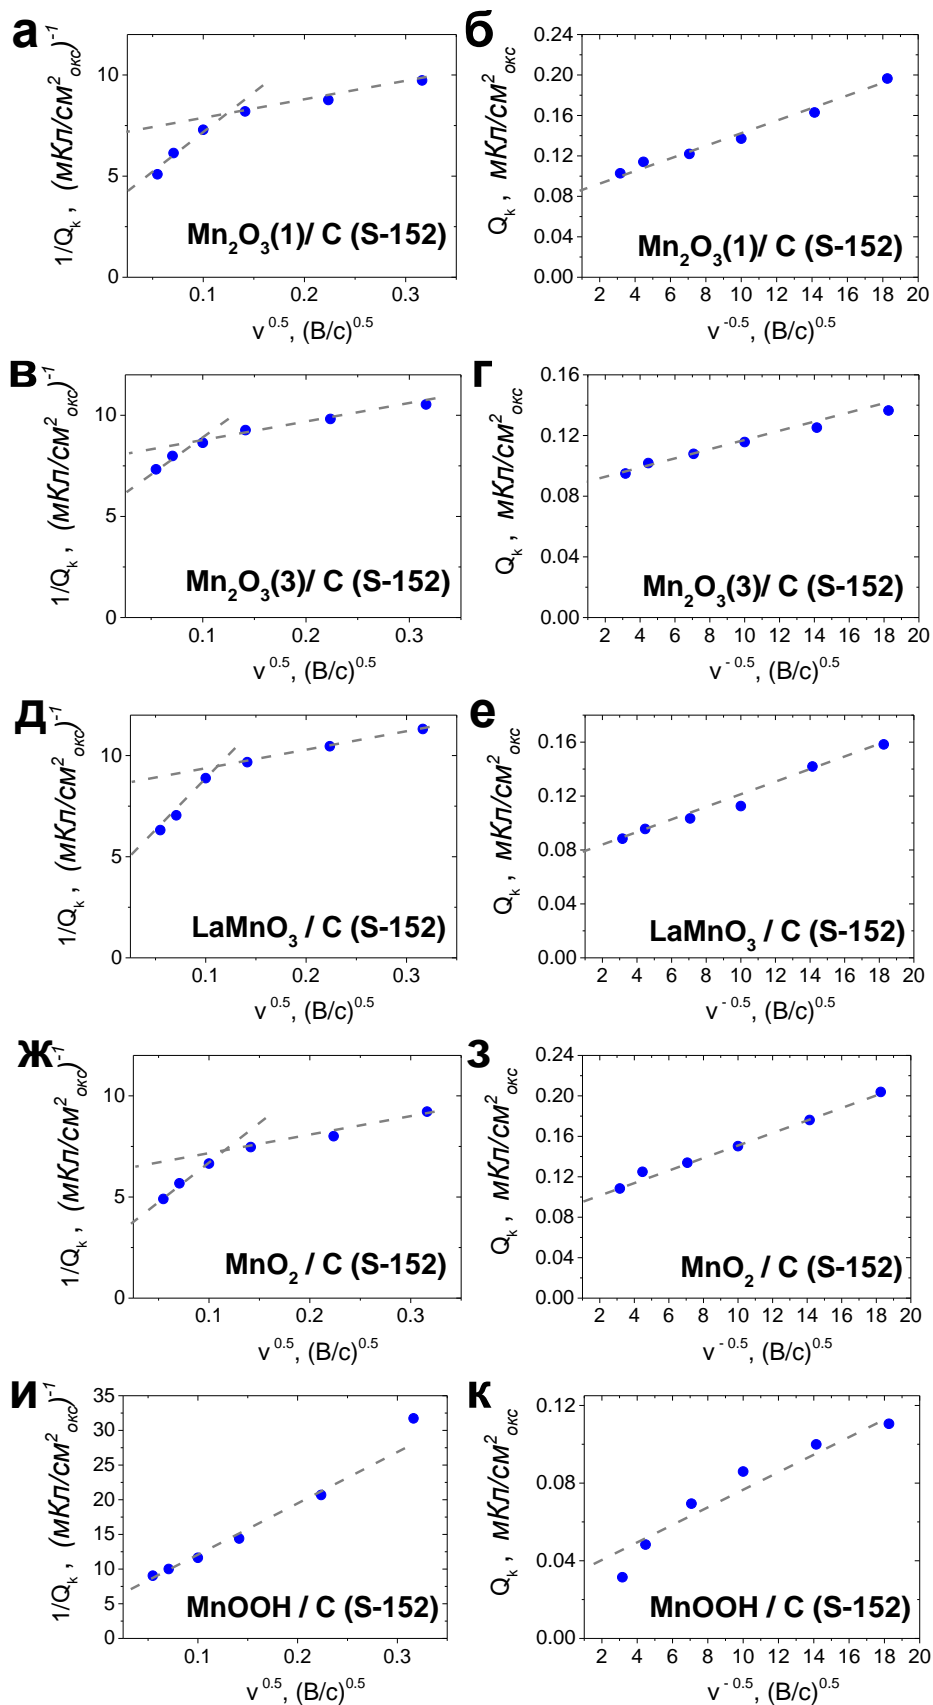 а
1/Q_k , (мКл/см²_окс)⁻¹
10
5
0
0.1 0.2 0.3
Mn₂O₃(1)/ C (S-152)
v^0.5, (В/с)^0.5
б
Q_k , мКл/см²_окс
0.24
0.20
0.16
0.12
0.08
0.04
0.00
2 4 6 8 10 12 14 16 18 20
Mn₂O₃(1)/ C (S-152)
v^-0.5, (В/с)^0.5
в
1/Q_k , (мКл/см²_окс)⁻¹
15
10
5
0
0.1 0.2 0.3
Mn₂O₃(3)/ C (S-152)
v^0.5, (В/с)^0.5
г
Q_k , мКл/см²_окс
0.16
0.12
0.08
0.04
0.00
2 4 6 8 10 12 14 16 18 20
Mn₂O₃(3)/ C (S-152)
v^-0.5, (В/с)^0.5
д
1/Q_k , (мКл/см²_окс)⁻¹
10
5
0
0.1 0.2 0.3
LaMnO₃ / C (S-152)
v^0.5, (В/с)^0.5
е
Q_k , мКл/см²_окс
0.16
0.12
0.08
0.04
0.00
2 4 6 8 10 12 14 16 18 20
LaMnO₃ / C (S-152)
v^-0.5, (В/с)^0.5
ж
1/Q_k , (мКл/см²_окс)⁻¹
10
5
0
0.1 0.2 0.3
MnO₂ / C (S-152)
v^0.5, (В/с)^0.5
з
Q_k , мКл/см²_окс
0.24
0.20
0.16
0.12
0.08
0.04
0.00
2 4 6 8 10 12 14 16 18 20
MnO₂ / C (S-152)
v^-0.5, (В/с)^0.5
и
1/Q_k , (мКл/см²_окс)⁻¹
35
30
25
20
15
10
5
0
0.1 0.2 0.3
MnOOH / C (S-152)
v^0.5, (В/с)^0.5
к
Q_k , мКл/см²_окс
0.12
0.08
0.04
0.00
2 4 6 8 10 12 14 16 18 20
MnOOH / C (S-152)
v^-0.5, (В/с)^0.5